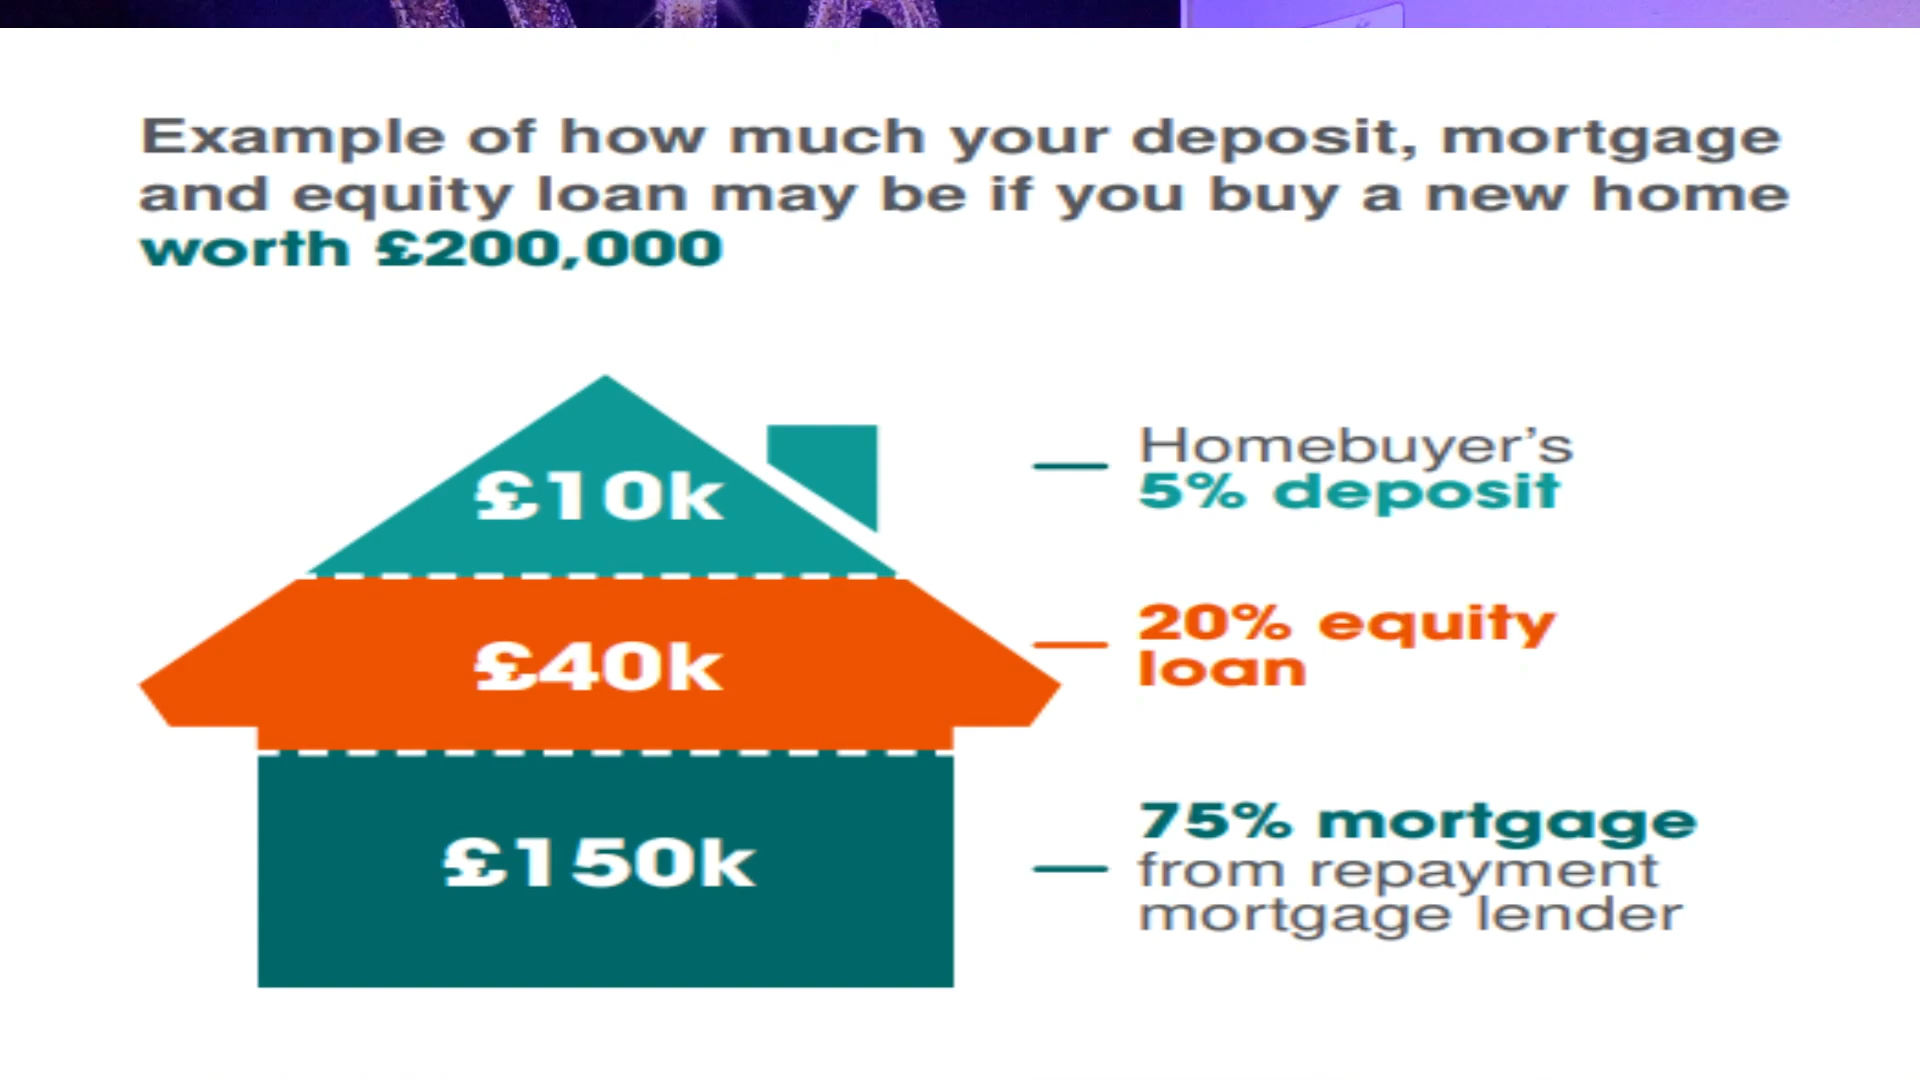 Example of how much your deposit, mortgage
and equity loan may be if you buy a new home
worth £200,000
£10k
Homebuyer’s
5% deposit
£40k
20% equity
loan
£150k
75% mortgage
from repayment
mortgage lender